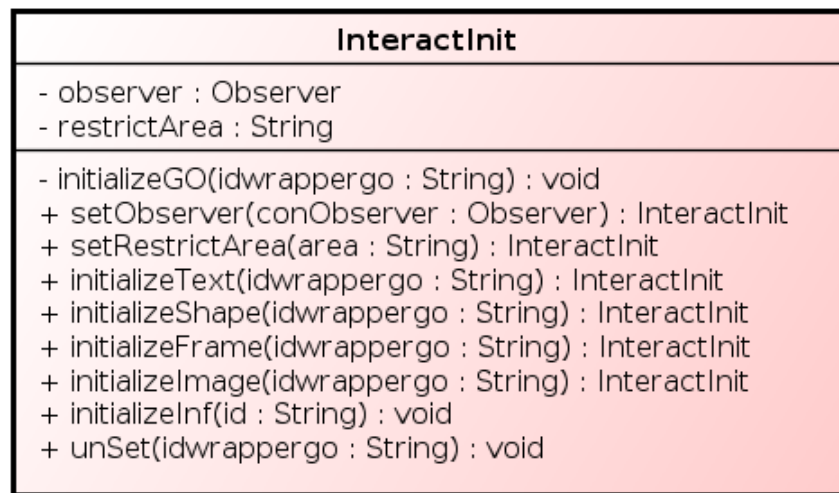 InteractInit
- observer : Observer
- restrictArea : String
- initializeGO(idwrappergo : String) : void
+ setObserver(conObserver : Observer) : InteractInit
+ setRestrictArea(area : String) : InteractInit
+ initializeText(idwrappergo : String) : InteractInit
+ initializeShape(idwrappergo : String) : InteractInit
+ initializeFrame(idwrappergo : String) : InteractInit
+ initializeImage(idwrappergo : String) : InteractInit
+ initializeInf(id : String) : void
+ unSet(idwrappergo : String) : void